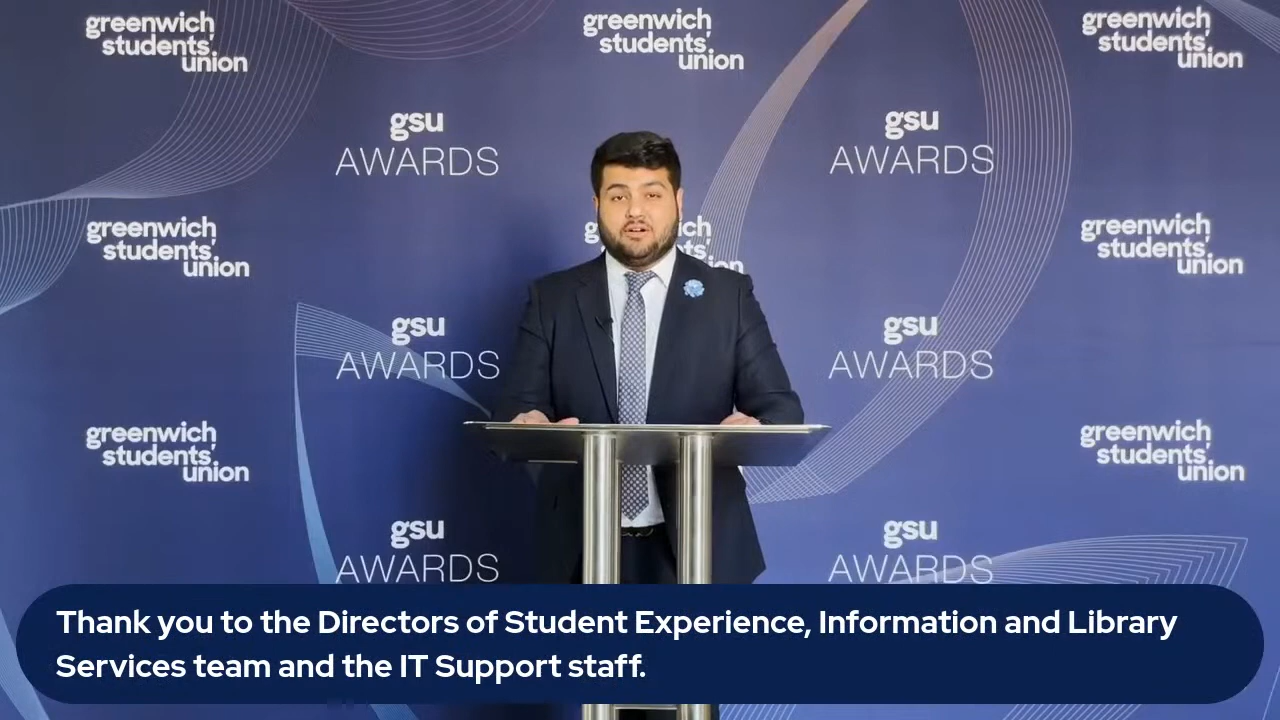 greenwich
students'
union
greenwich
students'
union
greenwich
students'
union
gsu
AWARDS
gsu
AWARDS
greenwich
students'
union
greenwich
students'
union
gsu
AWARDS
gsu
AWARDS
greenwich
students'
union
greenwich
students'
union
gsu
AWARDS
gsu
AWARDS
Thank you to the Directors of Student Experience, Information and Library
Services team and the IT Support staff.